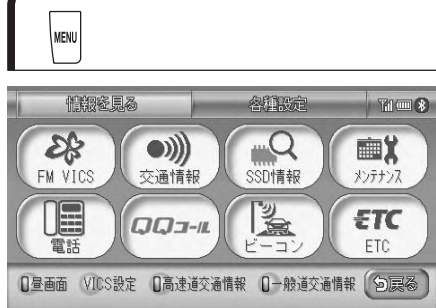 MENU
情報を見る 各種設定
FM VICS 交通情報 SSD情報 メンテナンス
電話 QQコール ビーコン ETC ETC
昼画面 VICS設定 高速道交通情報 一般道交通情報 戻る